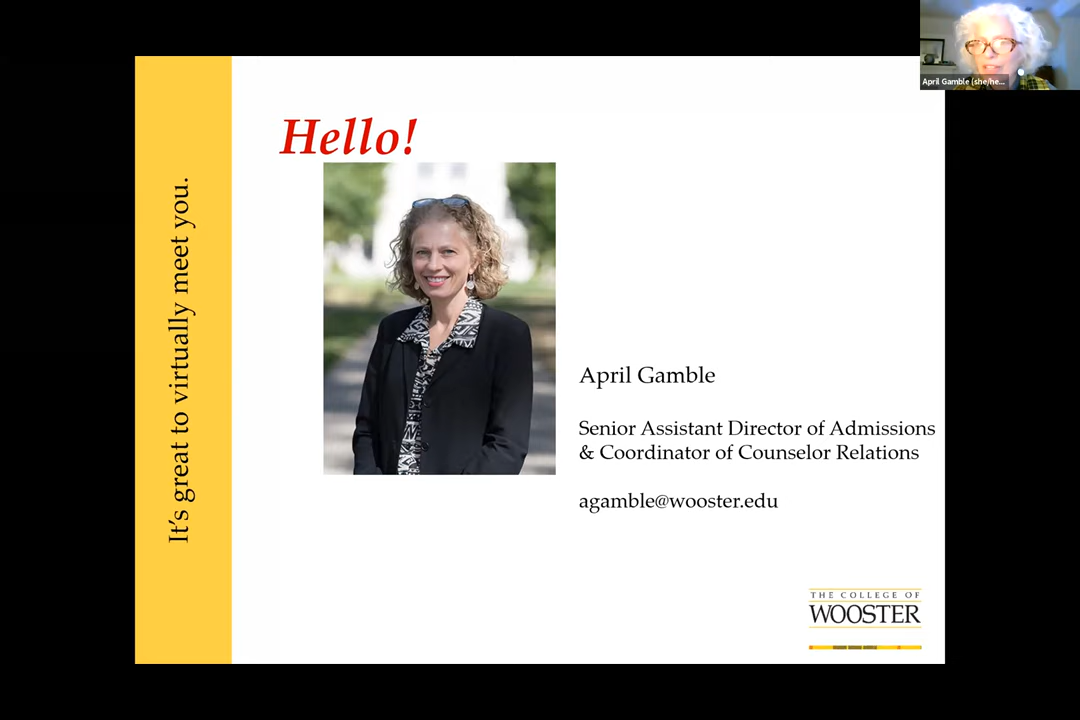 April Gamble (she/he...
Hello!
It's great to virtually meet you.
April Gamble
Senior Assistant Director of Admissions
& Coordinator of Counselor Relations
agamble@wooster.edu
THE COLLEGE OF
WOOSTER